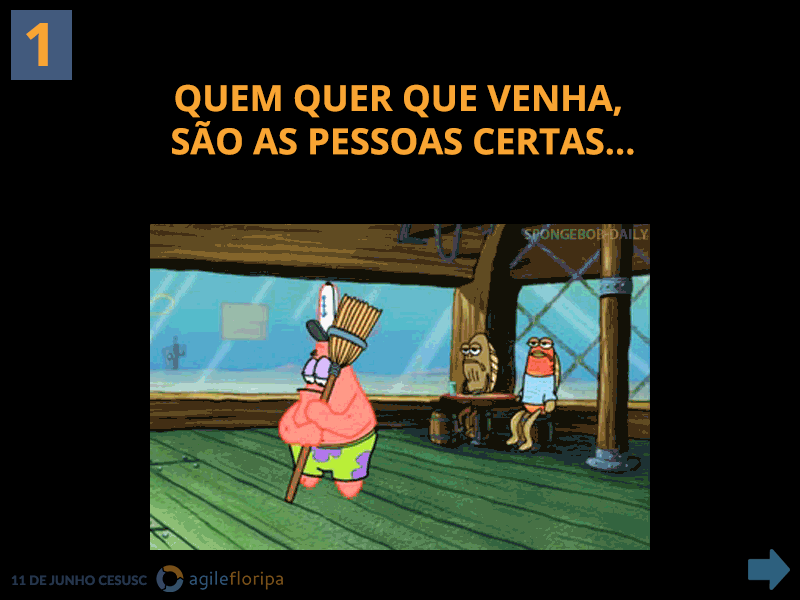 1
QUEM QUER QUE VENHA,
SÃO AS PESSOAS CERTAS...
SPONGEBOB-DAILY
11 DE JUNHO CESUSC agilefloripa